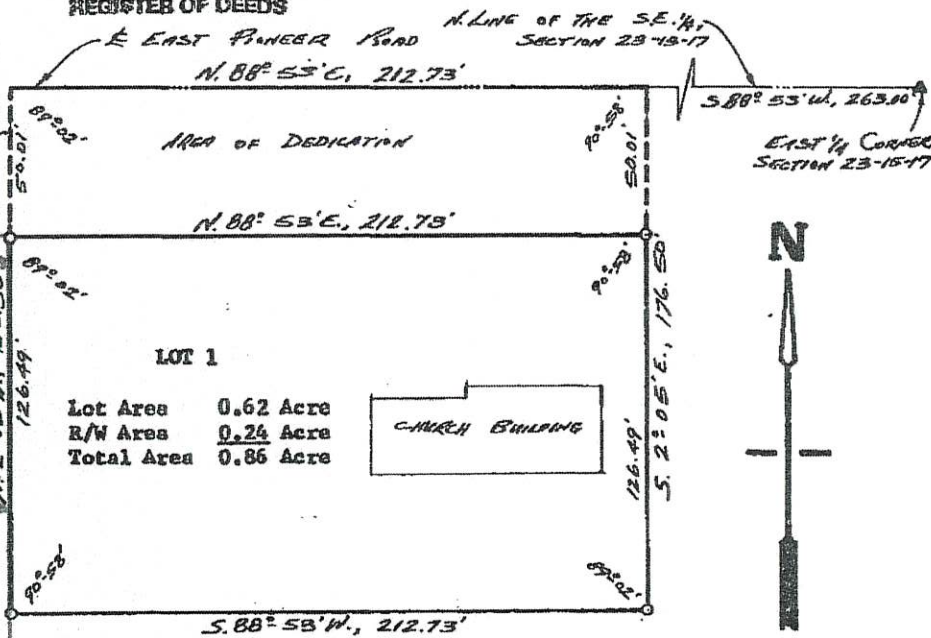 REGISTER OF DEEDS
N. LINE OF THE S.E. ¼,
SECTION 23-15-17
℄ EAST PIONEER ROAD
N. 88° 53' E., 212.73'
S. 88° 53' W., 263.00'
EAST ¼ CORNER
SECTION 23-15-17
89° 02'
AREA OF DEDICATION
90° 58'
50.01'
50.01'
N. 88° 53' E., 212.73'
89° 02'
90° 58'
N
S. 2° 05' E., 176.50
126.49'
LOT 1
Lot Area 0.62 Acre
R/W Area 0.24 Acre
Total Area 0.86 Acre
CHURCH BUILDING
126.49'
90° 58'
89° 02'
S. 88° 53' W., 212.73'